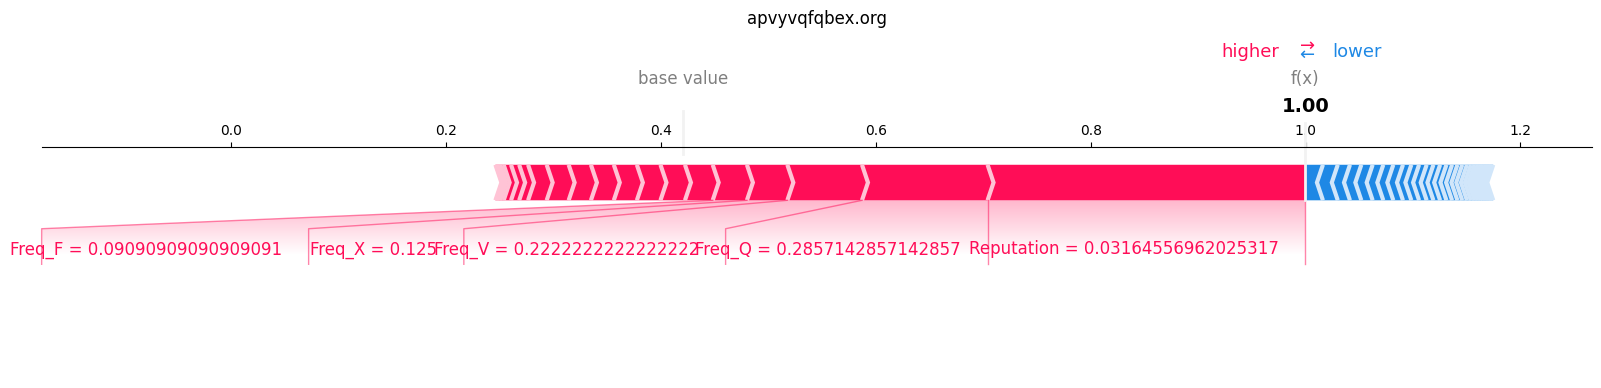 apvyvqfqbex.org
higher ⇄ lower
base value f(x)
1.00
0.0 0.2 0.4 0.6 0.8 1.0 1.2
Freq_F = 0.09090909090909091 Freq_X = 0.125 Freq_V = 0.2222222222222222 Freq_Q = 0.2857142857142857 Reputation = 0.03164556962025317